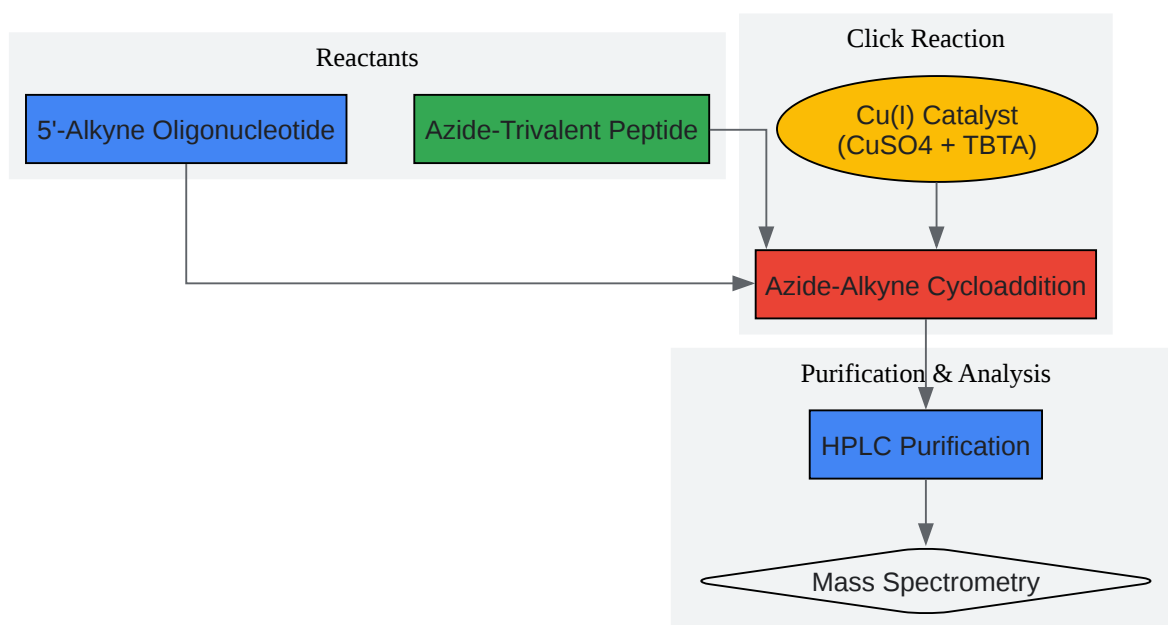 Reactants
5'-Alkyne Oligonucleotide
Azide-Trivalent Peptide
Click Reaction
Cu(I) Catalyst
(CuSO4 + TBTA)
Azide-Alkyne Cycloaddition
Purification & Analysis
HPLC Purification
Mass Spectrometry